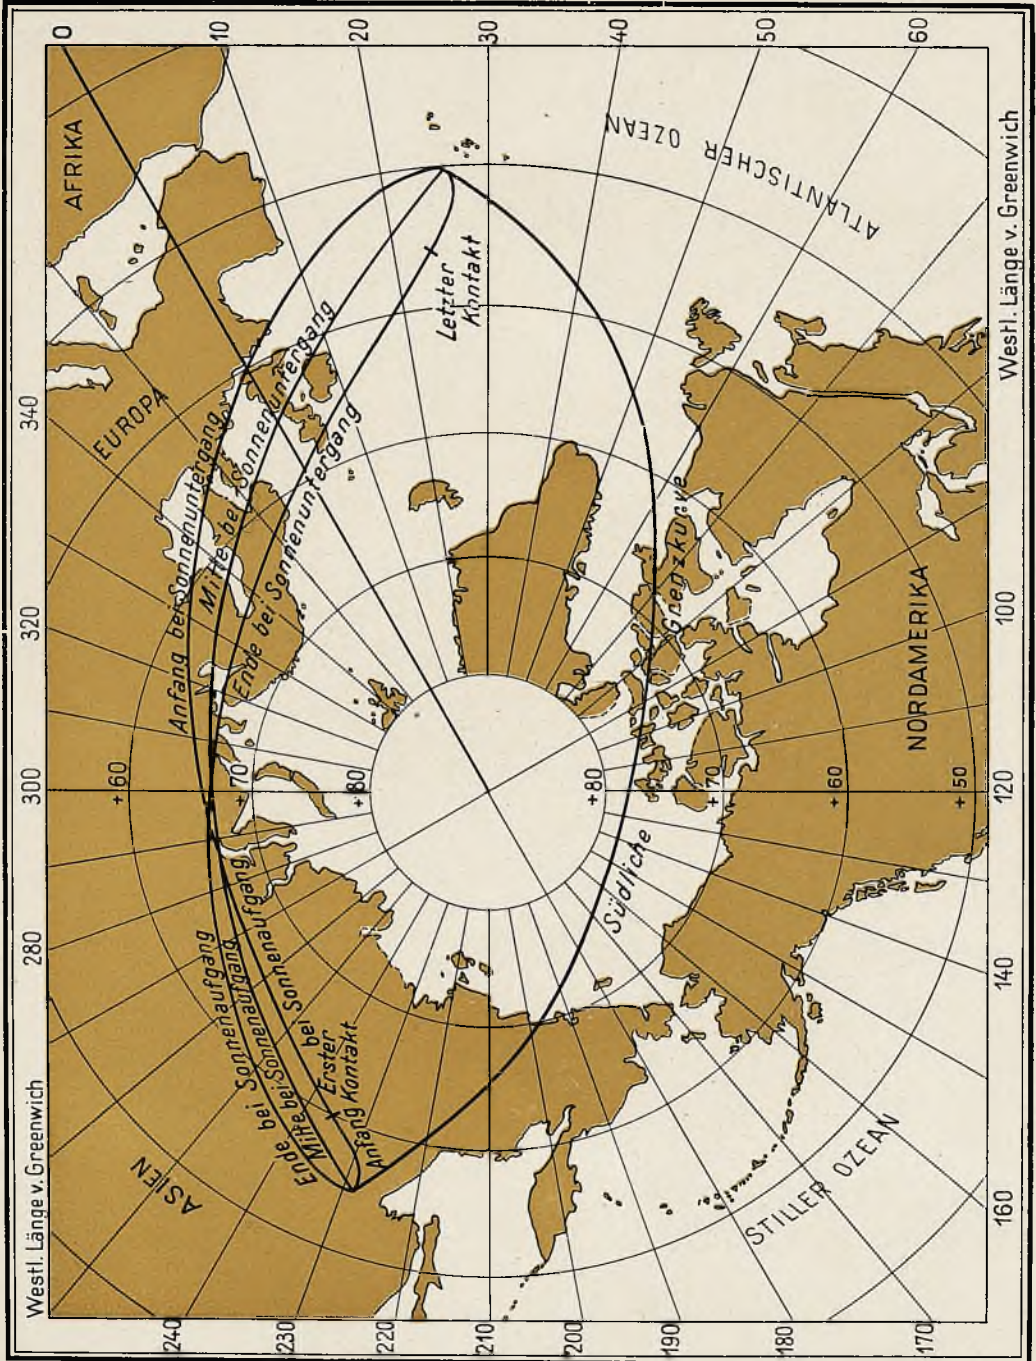 Westl. Länge v. Greenwich
280
300
320
340
0
10
20
30
40
50
60
240
230
220
210
200
190
180
170
160
140
120
100
Westl. Länge v. Greenwich
ASIEN
EUROPA
AFRIKA
ATLANTISCHER OZEAN
NORDAMERIKA
STILLER OZEAN
+60
+70
+80
+80
+70
+60
+50
Ende bei Sonnenaufgang
Mitte bei Sonnenaufgang
Anfang bei Sonnenaufgang
Erster
Kontakt
Anfang bei Sonnenuntergang
Mitte bei Sonnenuntergang
Ende bei Sonnenuntergang
Letzter
Kontakt
Südliche Grenzkurve